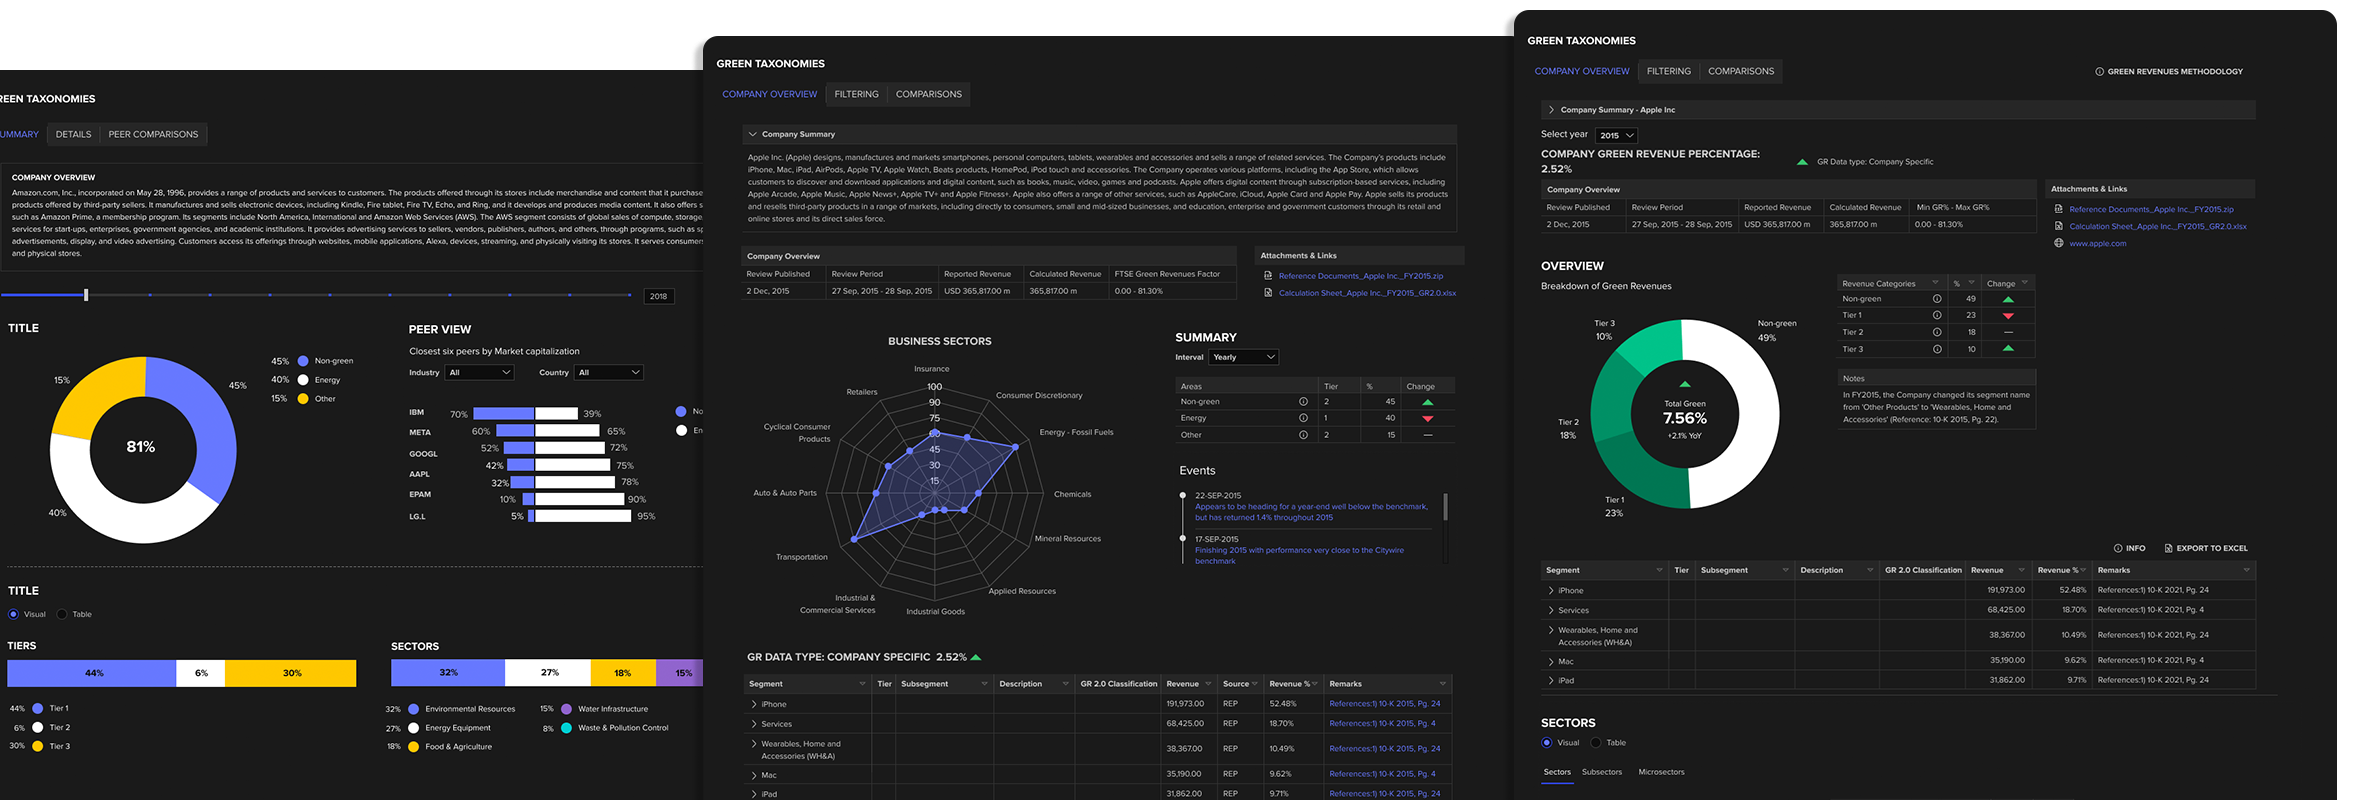 REEN TAXONOMIES
UMMARY DETAILS PEER COMPARISONS
COMPANY OVERVIEW
Amazon.com, Inc., incorporated on May 28, 1996, provides a range of products and services to customers. The products offered through its stores include merchandise and content that it purchase
products offered by third-party sellers. It manufactures and sells electronic devices, including Kindle, Fire tablet, Fire TV, Echo, and Ring, and it develops and produces media content. It also offers s
such as Amazon Prime, a membership program. Its segments include North America, International and Amazon Web Services (AWS). The AWS segment consists of global sales of compute, storage,
services for start-ups, enterprises, government agencies, and academic institutions. It provides advertising services to sellers, vendors, publishers, authors, and others, through programs, such as sp
advertisements, display, and video advertising. Customers access its offerings through websites, mobile applications, Alexa, devices, streaming, and physically visiting its stores. It serves consumers
and physical stores.
2018
TITLE
15%
45%
40%
81%
45% Non-green
40% Energy
15% Other
PEER VIEW
Closest six peers by Market capitalization
Industry All Country All
IBM 70% 39%
META 60% 65%
GOOGL 52% 72%
AAPL 42% 75%
EPAM 32% 78%
LG.L 10% 90%
5% 95%
No
En
TITLE
Visual Table
TIERS
44% 6% 30%
44% Tier 1
6% Tier 2
30% Tier 3
SECTORS
32% 27% 18% 15%
32% Environmental Resources 15% Water Infrastructure
27% Energy Equipment 8% Waste & Pollution Control
18% Food & Agriculture
GREEN TAXONOMIES
COMPANY OVERVIEW FILTERING COMPARISONS
Company Summary
Apple Inc. (Apple) designs, manufactures and markets smartphones, personal computers, tablets, wearables and accessories and sells a range of related services. The Company's products include
iPhone, Mac, iPad, AirPods, Apple TV, Apple Watch, Beats products, HomePod, iPod touch and accessories. The Company operates various platforms, including the App Store, which allows
customers to discover and download applications and digital content, such as books, music, video, games and podcasts. Apple offers digital content through subscription-based services, including
Apple Arcade, Apple Music, Apple News+, Apple TV+ and Apple Fitness+. Apple also offers a range of other services, such as AppleCare, iCloud, Apple Card and Apple Pay. Apple sells its products
and resells third-party products in a range of markets, including directly to consumers, small and mid-sized businesses, and education, enterprise and government customers through its retail and
online stores and its direct sales force.
Company Overview
Review Published Review Period Reported Revenue Calculated Revenue FTSE Green Revenues Factor
2 Dec, 2015 27 Sep, 2015 - 28 Sep, 2015 USD 365,817.00 m 365,817.00 m 0.00 - 81.30%
Attachments & Links
Reference Documents_Apple Inc._FY2015.zip
Calculation Sheet_Apple Inc._FY2015_GR2.0.xlsx
BUSINESS SECTORS
Insurance
Consumer Discretionary
Energy - Fossil Fuels
Chemicals
Mineral Resources
Applied Resources
Industrial Goods
Industrial &
Commercial Services
Transportation
Auto & Auto Parts
Cyclical Consumer
Products
Retailers
100
90
75
60
45
30
15
SUMMARY
Interval Yearly
Areas Tier % Change
Non-green 2 45
Energy 1 40
Other 2 15 —
Events
22-SEP-2015
Appears to be heading for a year-end well below the benchmark,
but has returned 1.4% throughout 2015
17-SEP-2015
Finishing 2015 with performance very close to the Citywire
benchmark
GR DATA TYPE: COMPANY SPECIFIC 2.52%
Segment Tier Subsegment Description GR 2.0 Classification Revenue Source Revenue % Remarks
iPhone 191,973.00 REP 52.48% References:1) 10-K 2015, Pg. 24
Services 68,425.00 REP 18.70% References:1) 10-K 2015, Pg. 4
Wearables, Home and
Accessories (WH&A) 38,367.00 REP 10.49% References:1) 10-K 2015, Pg. 24
Mac 35,190.00 REP 9.62% References:1) 10-K 2015, Pg. 4
iPad 31,862.00 REP 9.71% References:1) 10-K 2015, Pg. 24
GREEN TAXONOMIES
COMPANY OVERVIEW FILTERING COMPARISONS
GREEN REVENUES METHODOLOGY
Company Summary - Apple Inc
Select year 2015
COMPANY GREEN REVENUE PERCENTAGE:
2.52%
GR Data type: Company Specific
Company Overview
Review Published Review Period Reported Revenue Calculated Revenue Min GR% - Max GR%
2 Dec, 2015 27 Sep, 2015 - 28 Sep, 2015 USD 365,817.00 m 365,817.00 m 0.00 - 81.30%
Attachments & Links
Reference Documents_Apple Inc._FY2015.zip
Calculation Sheet_Apple Inc._FY2015_GR2.0.xlsx
www.apple.com
OVERVIEW
Breakdown of Green Revenues
Tier 3
10%
Non-green
49%
Tier 2
18%
Tier 1
23%
Total Green
7.56%
+2.1% YoY
Revenue Categories % Change
Non-green 49
Tier 1 23
Tier 2 18 —
Tier 3 10
Notes
In FY2015, the Company changed its segment name
from 'Other Products' to 'Wearables, Home and
Accessories' (Reference: 10-K 2015, Pg. 22).
INFO EXPORT TO EXCEL
Segment Tier Subsegment Description GR 2.0 Classification Revenue Revenue % Remarks
iPhone 191,973.00 52.48% References:1) 10-K 2021, Pg. 24
Services 68,425.00 18.70% References:1) 10-K 2021, Pg. 4
Wearables, Home and
Accessories (WH&A) 38,367.00 10.49% References:1) 10-K 2021, Pg. 24
Mac 35,190.00 9.62% References:1) 10-K 2021, Pg. 4
iPad 31,862.00 9.71% References:1) 10-K 2021, Pg. 24
SECTORS
Visual Table
Sectors Subsectors Microsectors